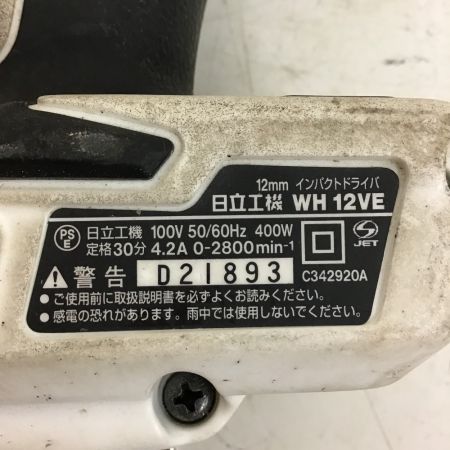 12mm インパクトドライバ
日立工機 WH 12VE
PS E 日立工機 100V 50/60Hz 400W
定格30分 4.2A 0-2800min-1
JET
警告 D21893 C342920A
●ご使用前に取扱説明書を必ずよくお読みください。
●感電の恐れがあります。雨中では使用しないでください。